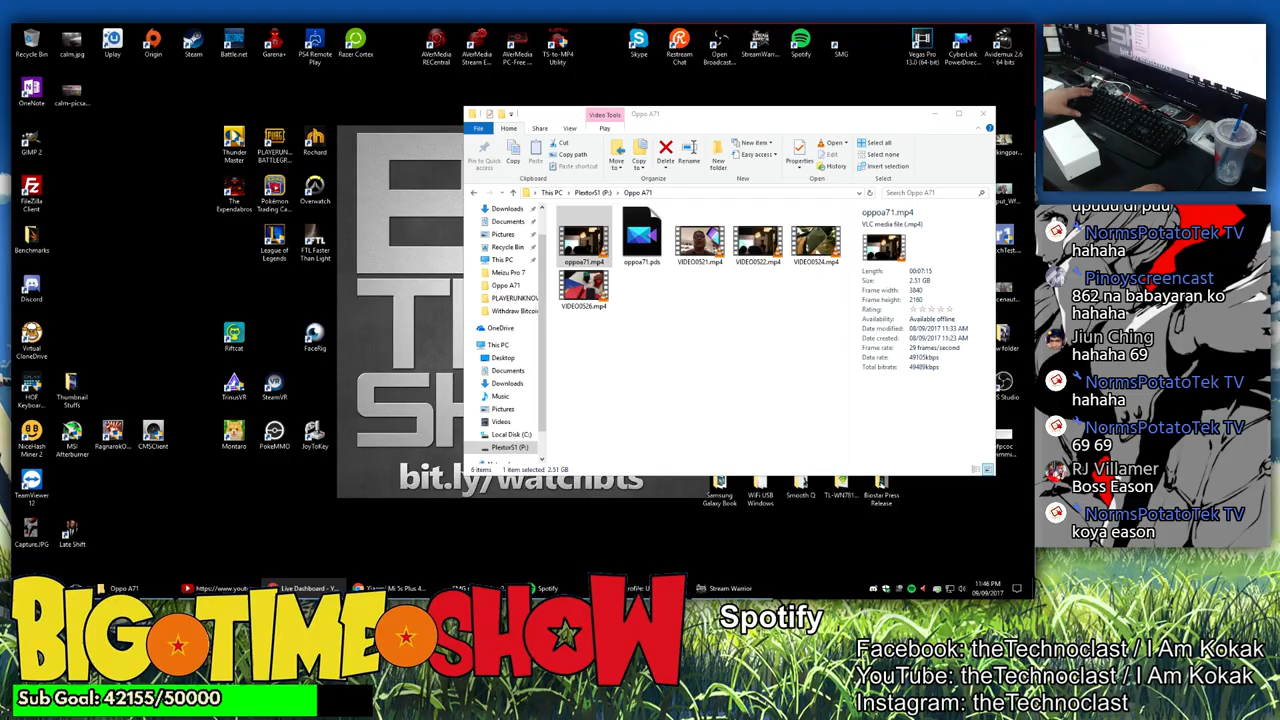 Recycle Bin
calm.jpg
Uplay
Origin
Steam
Battle.net
Garena+
PS4 Remote
Play
Razer Cortex
AVerMedia
RECentral
AVerMedia
Stream E...
AVerMedia
PC-Free ...
TS-to-MP4
Utility
Skype
Restream
Chat
Open
Broadcast...
StreamWar...
Spotify
SMG
Vegas Pro
13.0 (64-bit)
CyberLink
PowerDirec...
Avidemux 2.6
- 64 bits
OneNote
calm-picsa...
GIMP 2
Thunder
Master
PLAYERUNK...
BATTLEGR...
Rochard
FileZilla
Client
The
Expendabros
Pokémon
Trading Ca...
Overwatch
Benchmarks
League of
Legends
FTL Faster
Than Light
Discord
Virtual
CloneDrive
Riftcat
FaceRig
HOF
Keyboar...
Thumbnail
Stuffs
TrinusVR
SteamVR
NiceHash
Miner 2
MSI
Afterburner
RagnarokO...
CMSClient
Montaro
PokeMMO
JoyToKey
TeamViewer
12
Capture.JPG
Late Shift
Video Tools
Oppo A71
File
Home
Share
View
Play
Pin to Quick
access
Copy
Paste
Cut
Copy path
Paste shortcut
Clipboard
Move
to
Copy
to
Delete
Rename
Organize
New
folder
New item
Easy access
New
Properties
Open
Edit
History
Open
Select all
Select none
Invert selection
Select
This PC
PlextorS1 (P:)
Oppo A71
Search Oppo A71
Downloads
Documents
Pictures
Recycle Bin
This PC
Meizu Pro 7
Oppo A71
PLAYERUNKNOV
Withdraw Bitcoi
OneDrive
This PC
Desktop
Documents
Downloads
Music
Pictures
Videos
Local Disk (C:)
PlextorS1 (P:)
oppoa71.mp4
oppoa71.pds
VIDEO0521.mp4
VIDEO0522.mp4
VIDEO0524.mp4
VIDEO0526.mp4
oppoa71.mp4
VLC media file (.mp4)
Length: 00:07:15
Size: 2.51 GB
Frame width: 3840
Frame height: 2160
Rating:
Availability: Available offline
Date modified: 08/09/2017 11:33 AM
Date created: 08/09/2017 11:23 AM
Frame rate: 29 frames/second
Data rate: 49105kbps
Total bitrate: 49409kbps
6 items
1 item selected 2.51 GB
bit.ly/watchbts
Samsung
Galaxy Book
WiFi USB
Windows
Smooth Q
TL-WN781...
Biostar Press
Release
Oppo A71
https://www.yout
Live Dashboard - Y...
Xiaomi Mi 5s Plus 4...
Spotify
Stream Warrior
11:46 PM
09/09/2017
NormsPotatoTek TV
hahaha
Pinoyscreencast
862 na babayaran ko
hahaha
Jiun Ching
hahaha 69
NormsPotatoTek TV
hahaha
NormsPotatoTek TV
69 69
RJ Villamer
Boss Eason
NormsPotatoTek TV
koya eason
BIG TIME SHOW
Sub Goal: 42155/50000
Spotify
Facebook: theTechnoclast / I Am Kokak
YouTube: theTechnoclast / I Am Kokak
Instagram: theTechnoclast